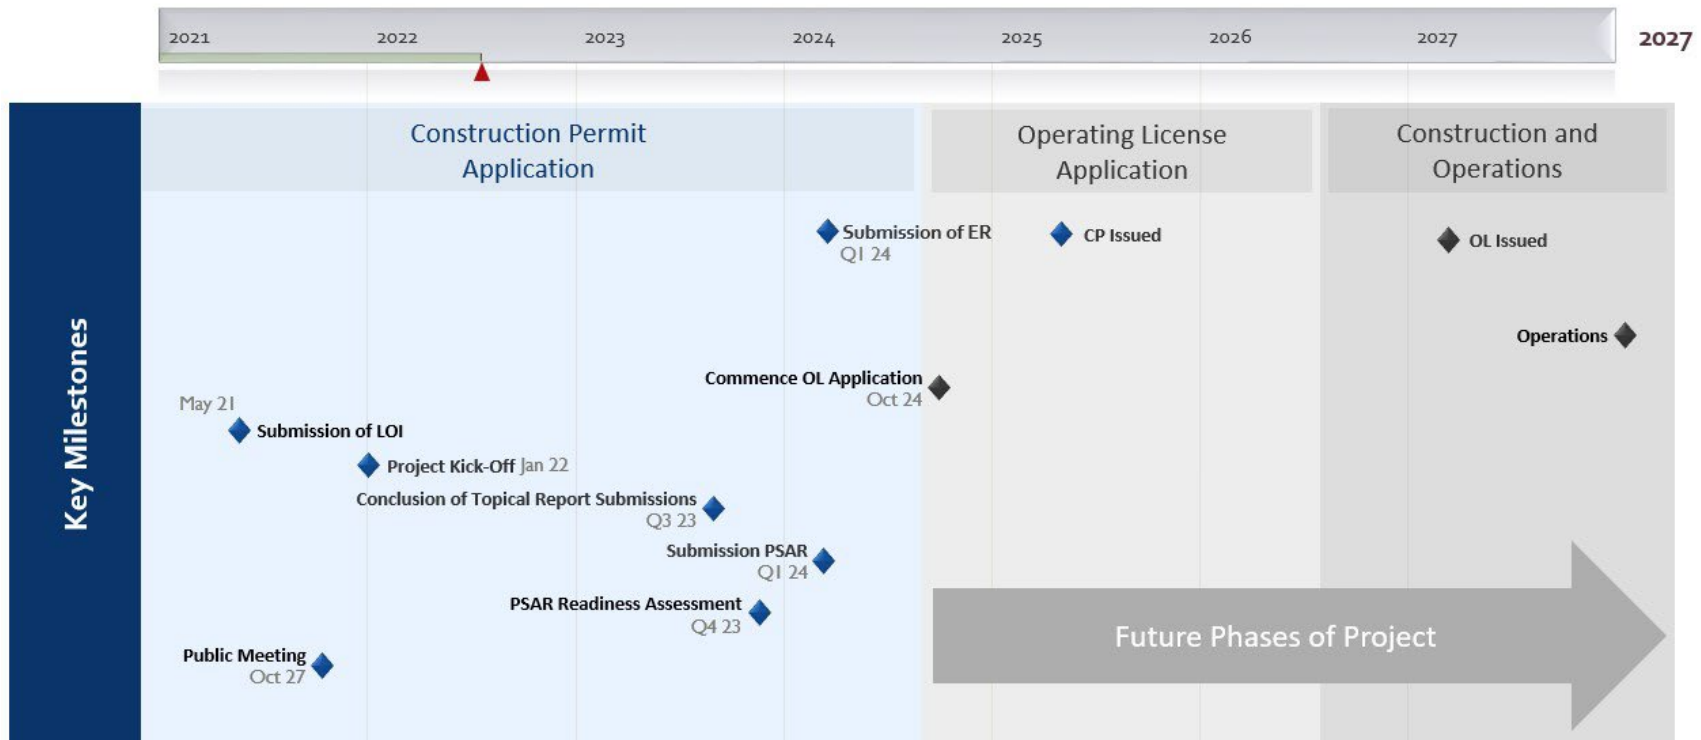 2021 2022 2023 2024 2025 2026 2027 2027
Construction Permit
Application
Operating License
Application
Construction and
Operations
Key Milestones
Submission of ER
Q1 24
CP Issued
OL Issued
Operations
Commence OL Application
Oct 24
May 21
Submission of LOI
Project Kick-Off Jan 22
Conclusion of Topical Report Submissions
Q3 23
Submission PSAR
Q1 24
PSAR Readiness Assessment
Q4 23
Public Meeting
Oct 27
Future Phases of Project